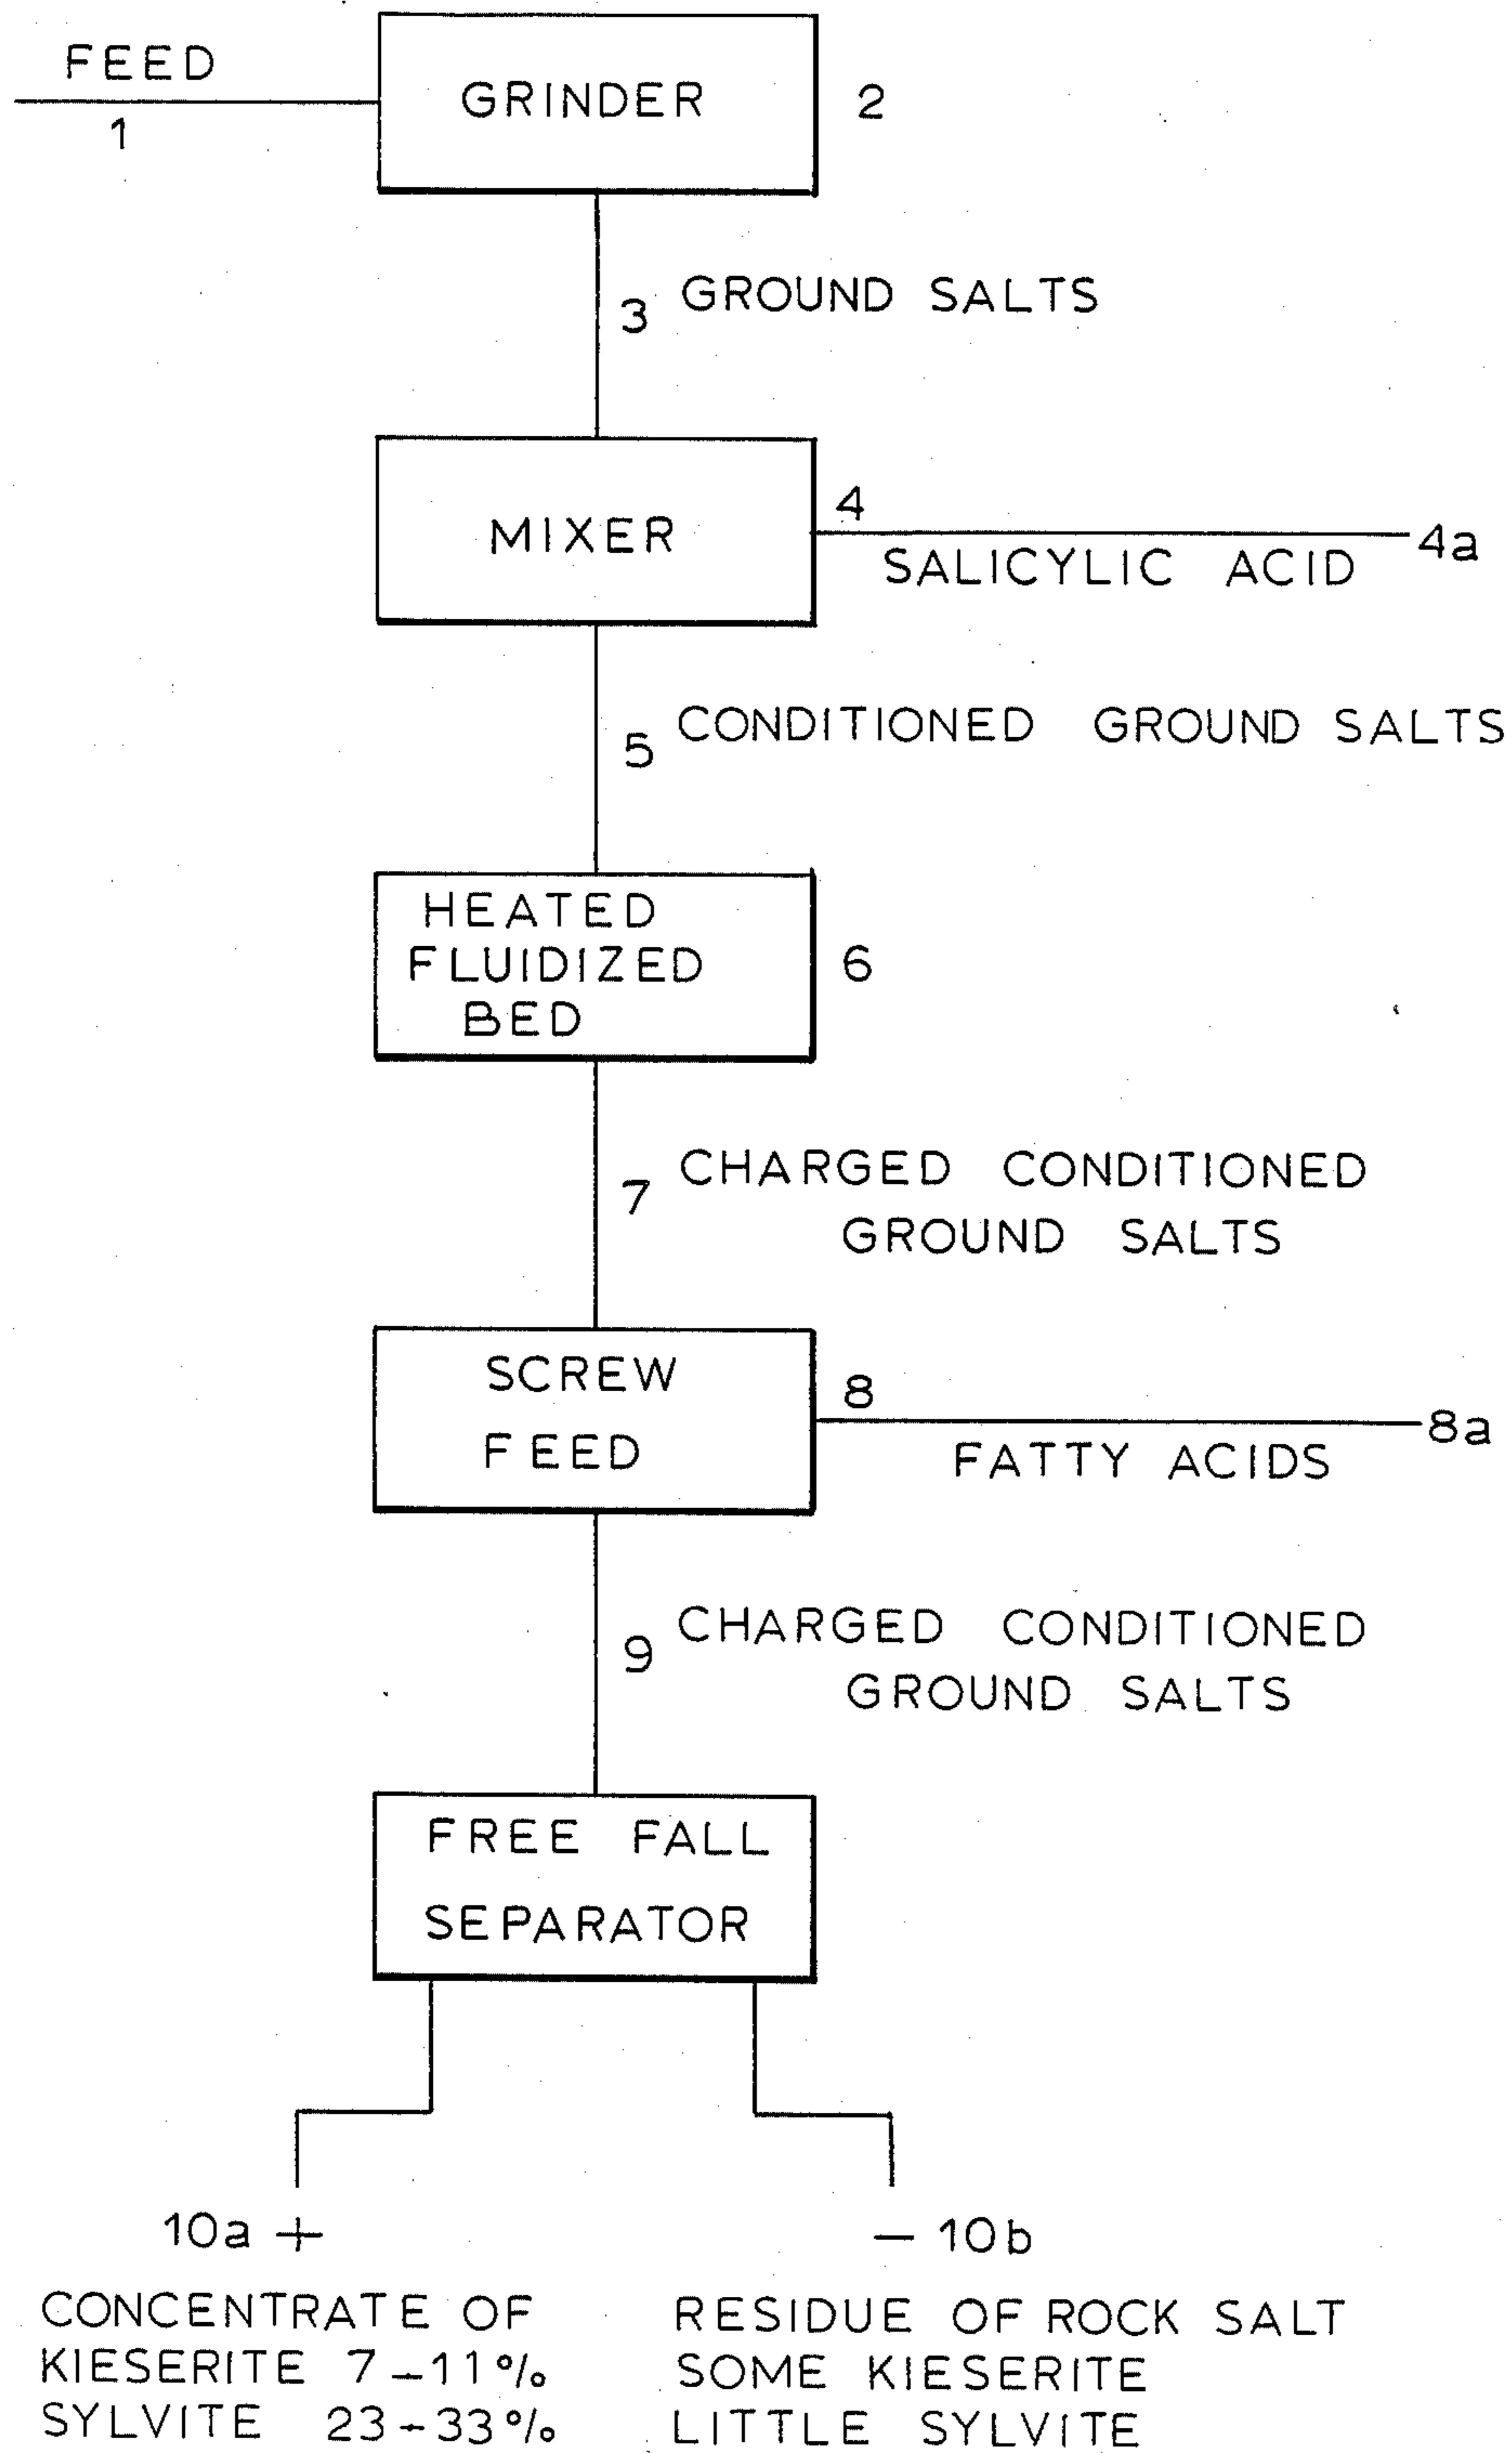 FEED
1
GRINDER
2
3
GROUND SALTS
MIXER
4
SALICYLIC ACID
4a
5
CONDITIONED GROUND SALTS
HEATED
FLUIDIZED
BED
6
7
CHARGED CONDITIONED
GROUND SALTS
SCREW
FEED
8
FATTY ACIDS
8a
9
CHARGED CONDITIONED
GROUND SALTS
FREE FALL
SEPARATOR
10a +
– 10b
CONCENTRATE OF
KIESERITE 7-11%
SYLVITE 23-33%
RESIDUE OF ROCK SALT
SOME KIESERITE
LITTLE SYLVITE